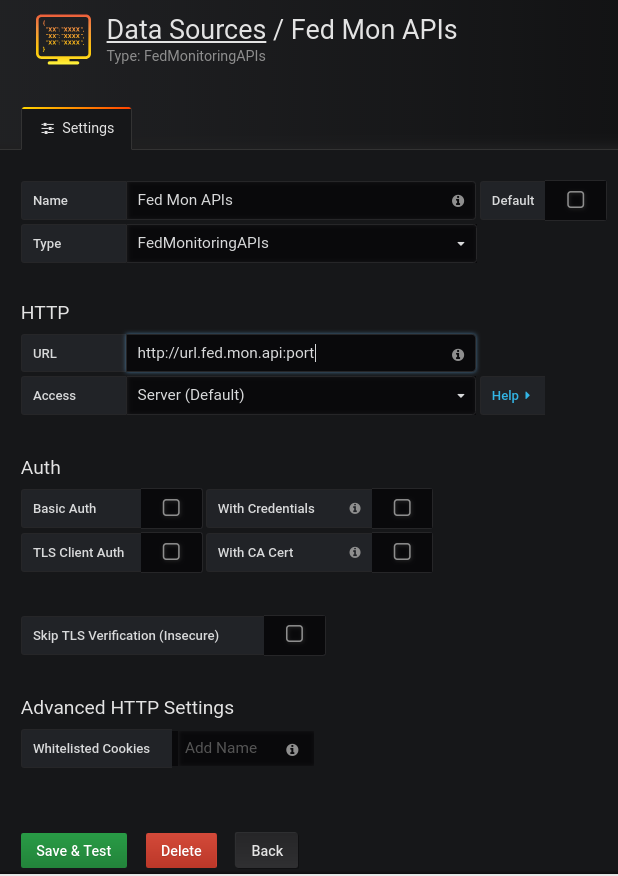 Data Sources / Fed Mon APIs
Type: FedMonitoringAPIs
Settings
Name Fed Mon APIs Default
Type FedMonitoringAPIs
HTTP
URL http://url.fed.mon.api:port
Access Server (Default) Help
Auth
Basic Auth With Credentials
TLS Client Auth With CA Cert
Skip TLS Verification (Insecure)
Advanced HTTP Settings
Whitelisted Cookies Add Name
Save & Test Delete Back